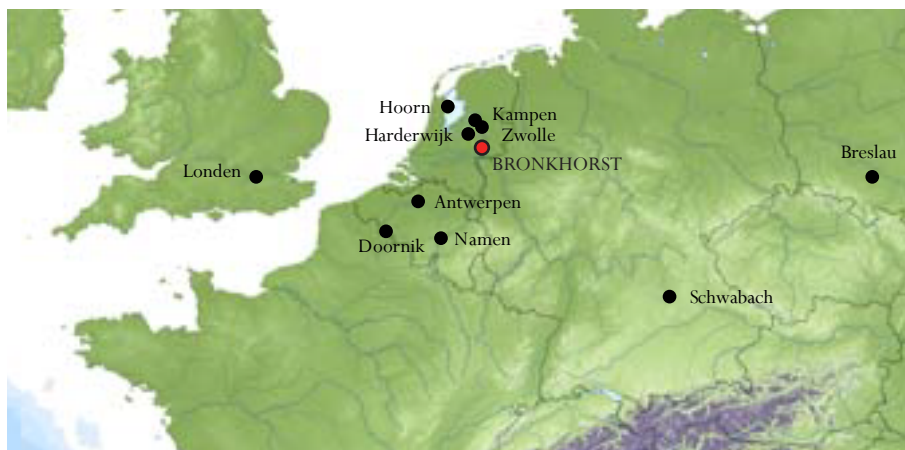 Hoorn
Kampen
Harderwijk
Zwolle
BRONKHORST
Breslau
Londen
Antwerpen
Doornik
Namen
Schwabach